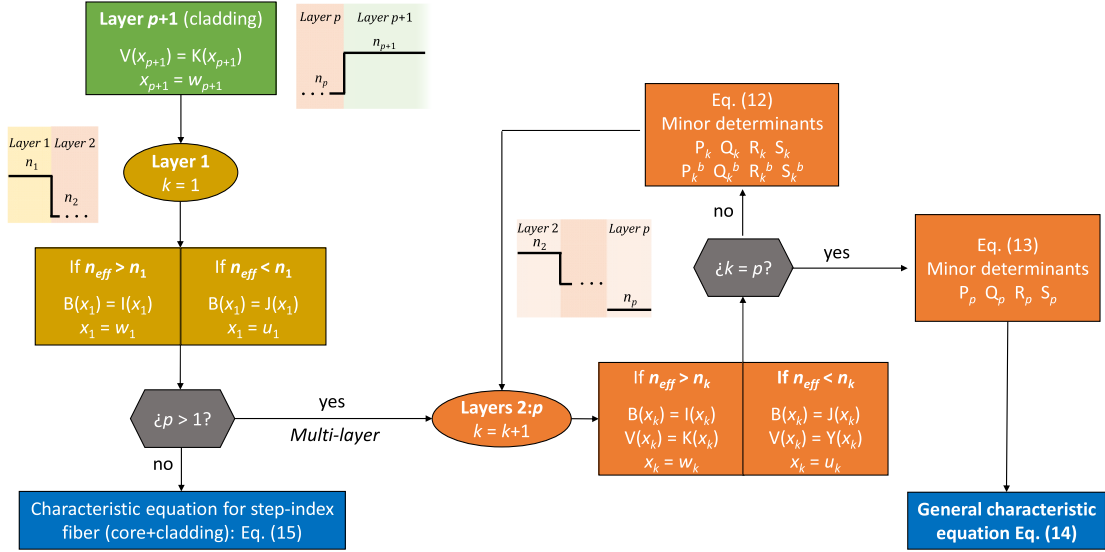 Layer p+1 (cladding)
V(xₚ₊₁) = K(xₚ₊₁)
xₚ₊₁ = wₚ₊₁
Layer p
Layer p+1
nₚ₊₁
nₚ
Layer 1
Layer 2
n₁
n₂
Layer 1
k = 1
If n_eff > n₁
B(x₁) = I(x₁)
x₁ = w₁
If n_eff < n₁
B(x₁) = J(x₁)
x₁ = u₁
¿p > 1?
yes
Multi-layer
no
Characteristic equation for step-index
fiber (core+cladding): Eq. (15)
Layers 2:p
k = k+1
Layer 2
Layer p
n₂
nₚ
If n_eff > nₖ
B(xₖ) = I(xₖ)
V(xₖ) = K(xₖ)
xₖ = wₖ
If n_eff < nₖ
B(xₖ) = J(xₖ)
V(xₖ) = Y(xₖ)
xₖ = uₖ
¿k = p?
no
Eq. (12)
Minor determinants
Pₖ Qₖ Rₖ Sₖ
Pₖᵇ Qₖᵇ Rₖᵇ Sₖᵇ
yes
Eq. (13)
Minor determinants
Pₚ Qₚ Rₚ Sₚ
General characteristic
equation Eq. (14)